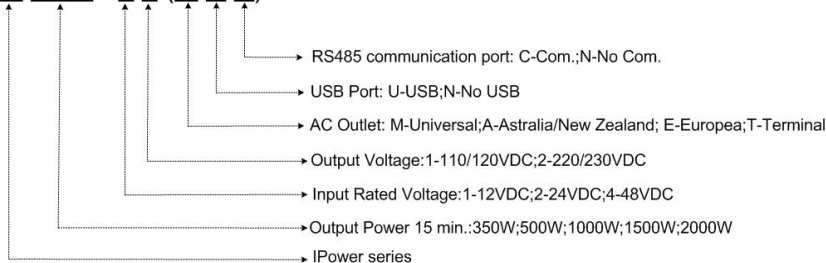 RS485 communication port: C-Com.;N-No Com.
USB Port: U-USB;N-No USB
AC Outlet: M-Universal;A-Astralia/New Zealand; E-Europea;T-Terminal
Output Voltage:1-110/120VDC;2-220/230VDC
Input Rated Voltage:1-12VDC;2-24VDC;4-48VDC
Output Power 15 min.:350W;500W;1000W;1500W;2000W
IPower series